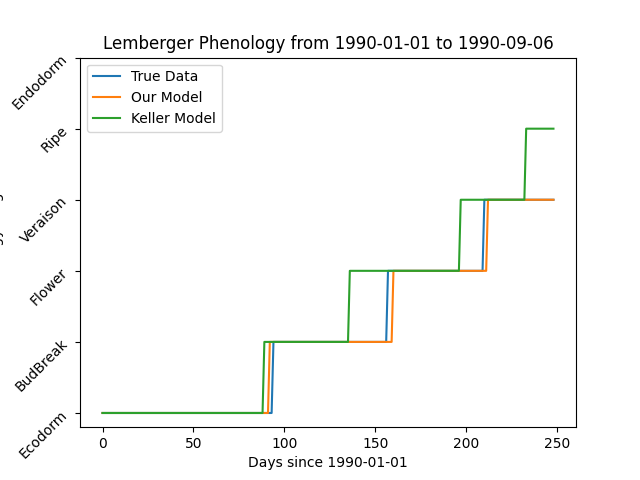 Lemberger Phenology from 1990-01-01 to 1990-09-06
True Data
Our Model
Keller Model
Endodorm
Ripe
Veraison
Flower
BudBreak
Ecodorm
0 50 100 150 200 250
Days since 1990-01-01